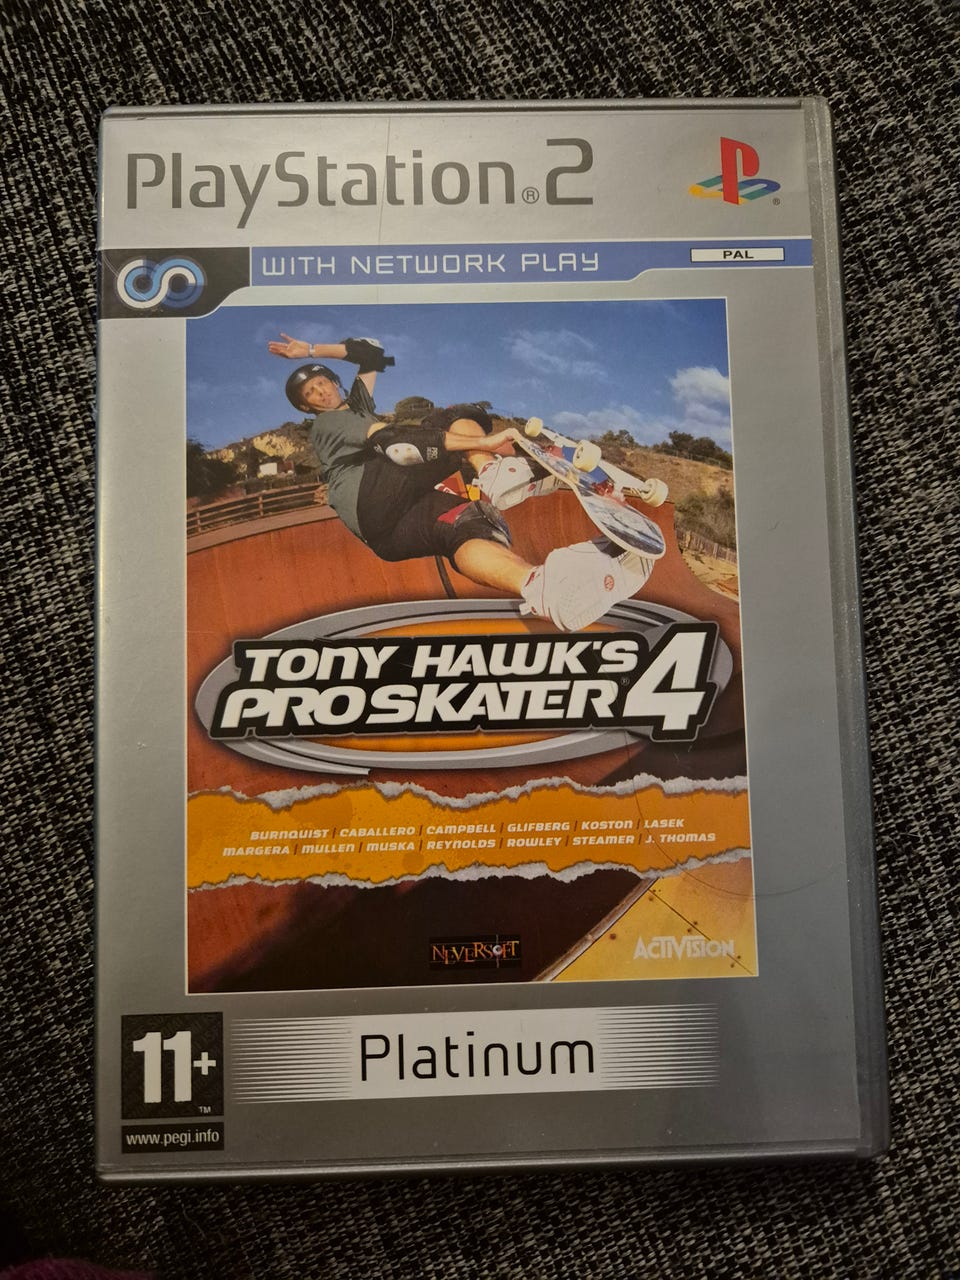 PlayStation®2
®
WITH NETWORK PLAY
PAL
TONY HAWK'S
PRO SKATER® 4
BURNQUIST | CABALLERO | CAMPBELL | GLIFBERG | KOSTON | LASEK
MARGERA | MULLEN | MUSKA | REYNOLDS | ROWLEY | STEAMER | J. THOMAS
NEVERSOFT
ACTIVISION
11+
™
www.pegi.info
Platinum